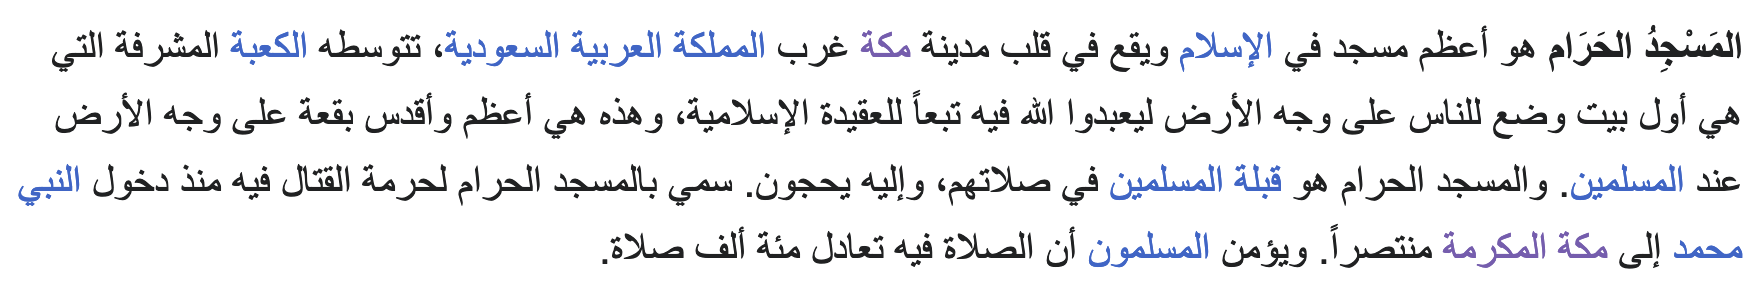 المَسْجِدُ الحَرَام هو أعظم مسجد في الإسلام ويقع في قلب مدينة مكة غرب المملكة العربية السعودية، تتوسطه الكعبة المشرفة التي
هي أول بيت وضع للناس على وجه الأرض ليعبدوا الله فيه تبعاً للعقيدة الإسلامية، وهذه هي أعظم وأقدس بقعة على وجه الأرض
عند المسلمين. والمسجد الحرام هو قبلة المسلمين في صلاتهم، وإليه يحجون. سمي بالمسجد الحرام لحرمة القتال فيه منذ دخول النبي
محمد إلى مكة المكرمة منتصراً. ويؤمن المسلمون أن الصلاة فيه تعادل مئة ألف صلاة.